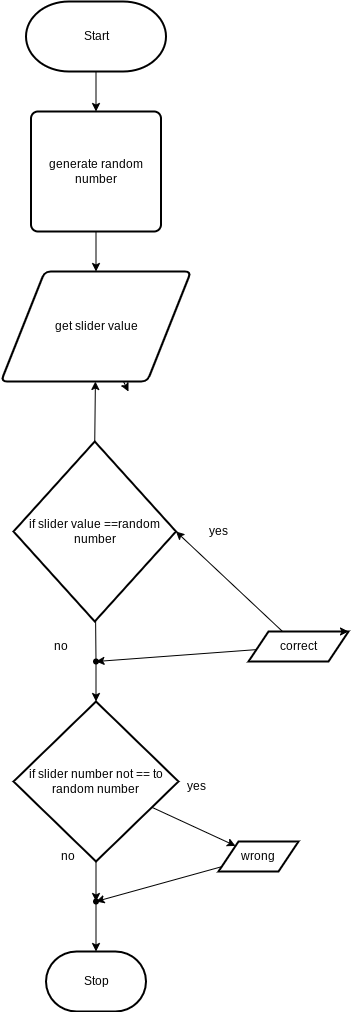 Start
generate random
number
get slider value
if slider value ==random
number
yes
no
correct
if slider number not == to
random number
yes
no
wrong
Stop